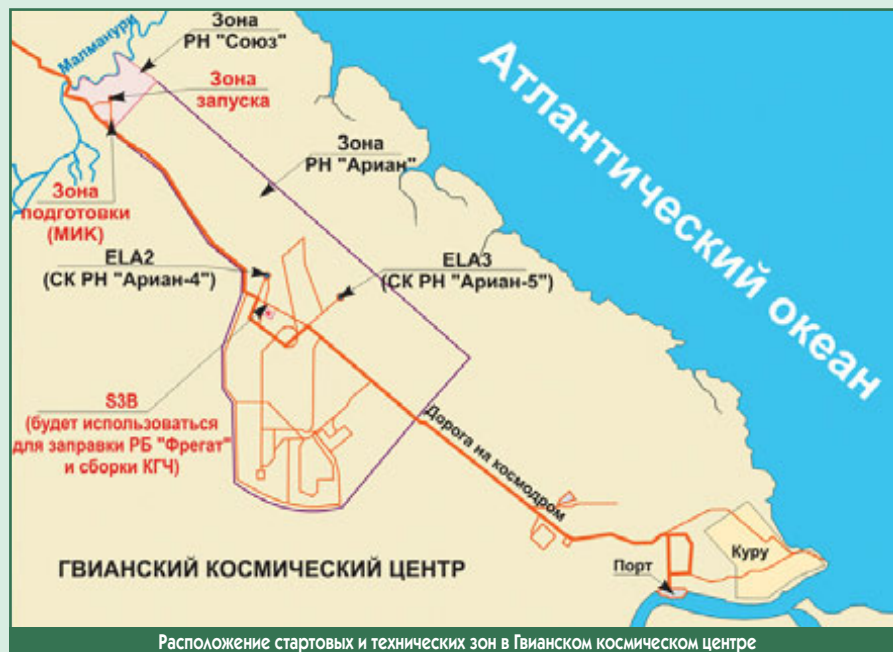 Малманури
Зона
РН "Союз"
Зона
запуска
Атлантический океан
Зона
РН "Ариан"
Зона
подготовки
(МИК)
ELA2
(СК РН "Ариан-4")
ELA3
(СК РН "Ариан-5")
S3B
(будет использоваться
для заправки РБ "Фрегат"
и сборки КГЧ)
Дорога на космодром
ГВИАНСКИЙ КОСМИЧЕСКИЙ ЦЕНТР
Порт
Куру
Расположение стартовых и технических зон в Гвианском космическом центре